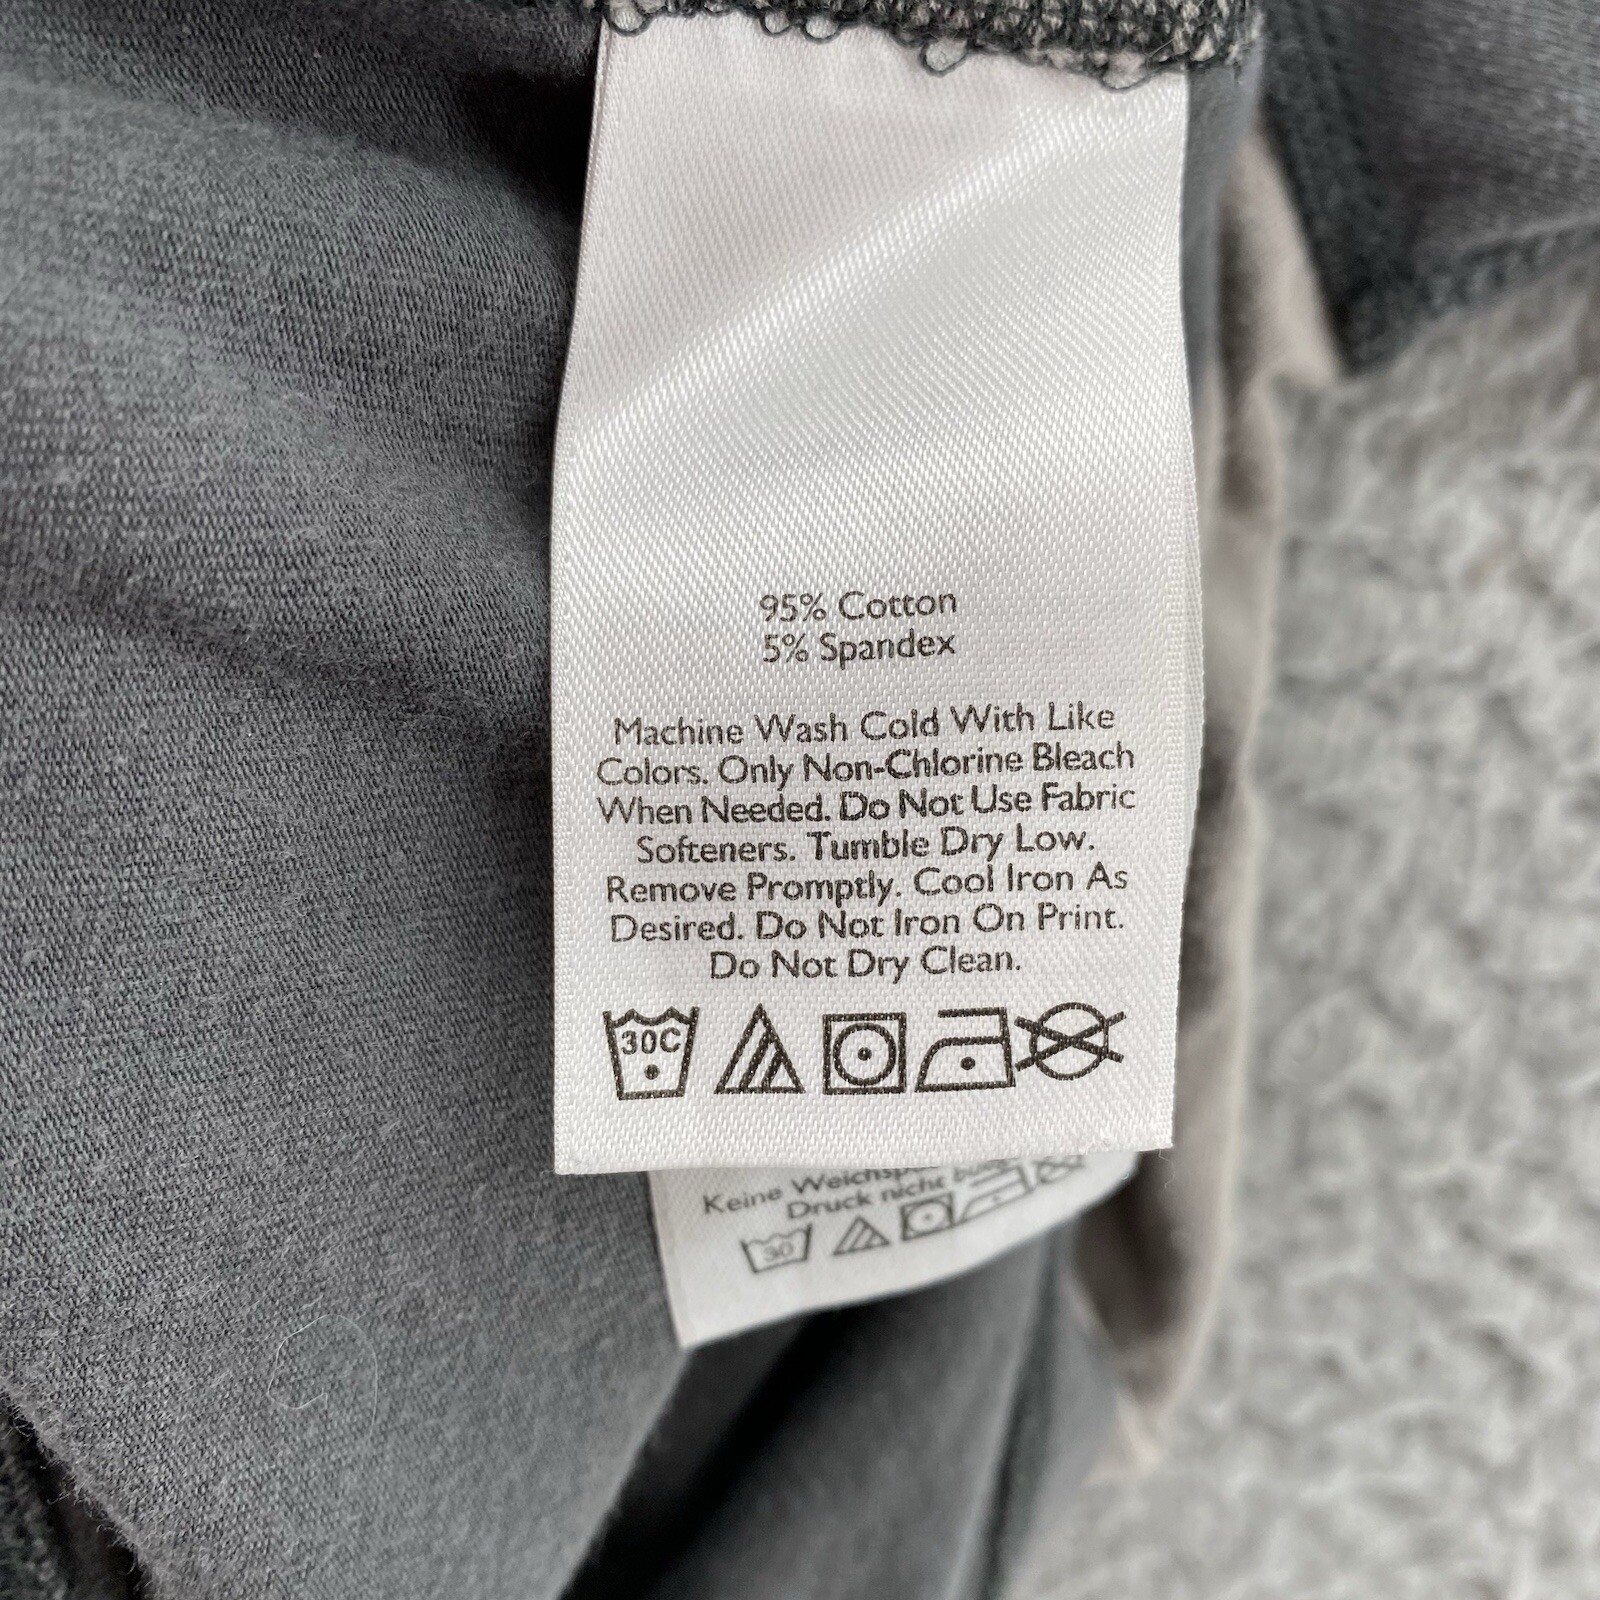 95% Cotton
5% Spandex
Machine Wash Cold With Like
Colors. Only Non-Chlorine Bleach
When Needed. Do Not Use Fabric
Softeners. Tumble Dry Low.
Remove Promptly. Cool Iron As
Desired. Do Not Iron On Print.
Do Not Dry Clean.
30C
Keine
Druck nicht
30